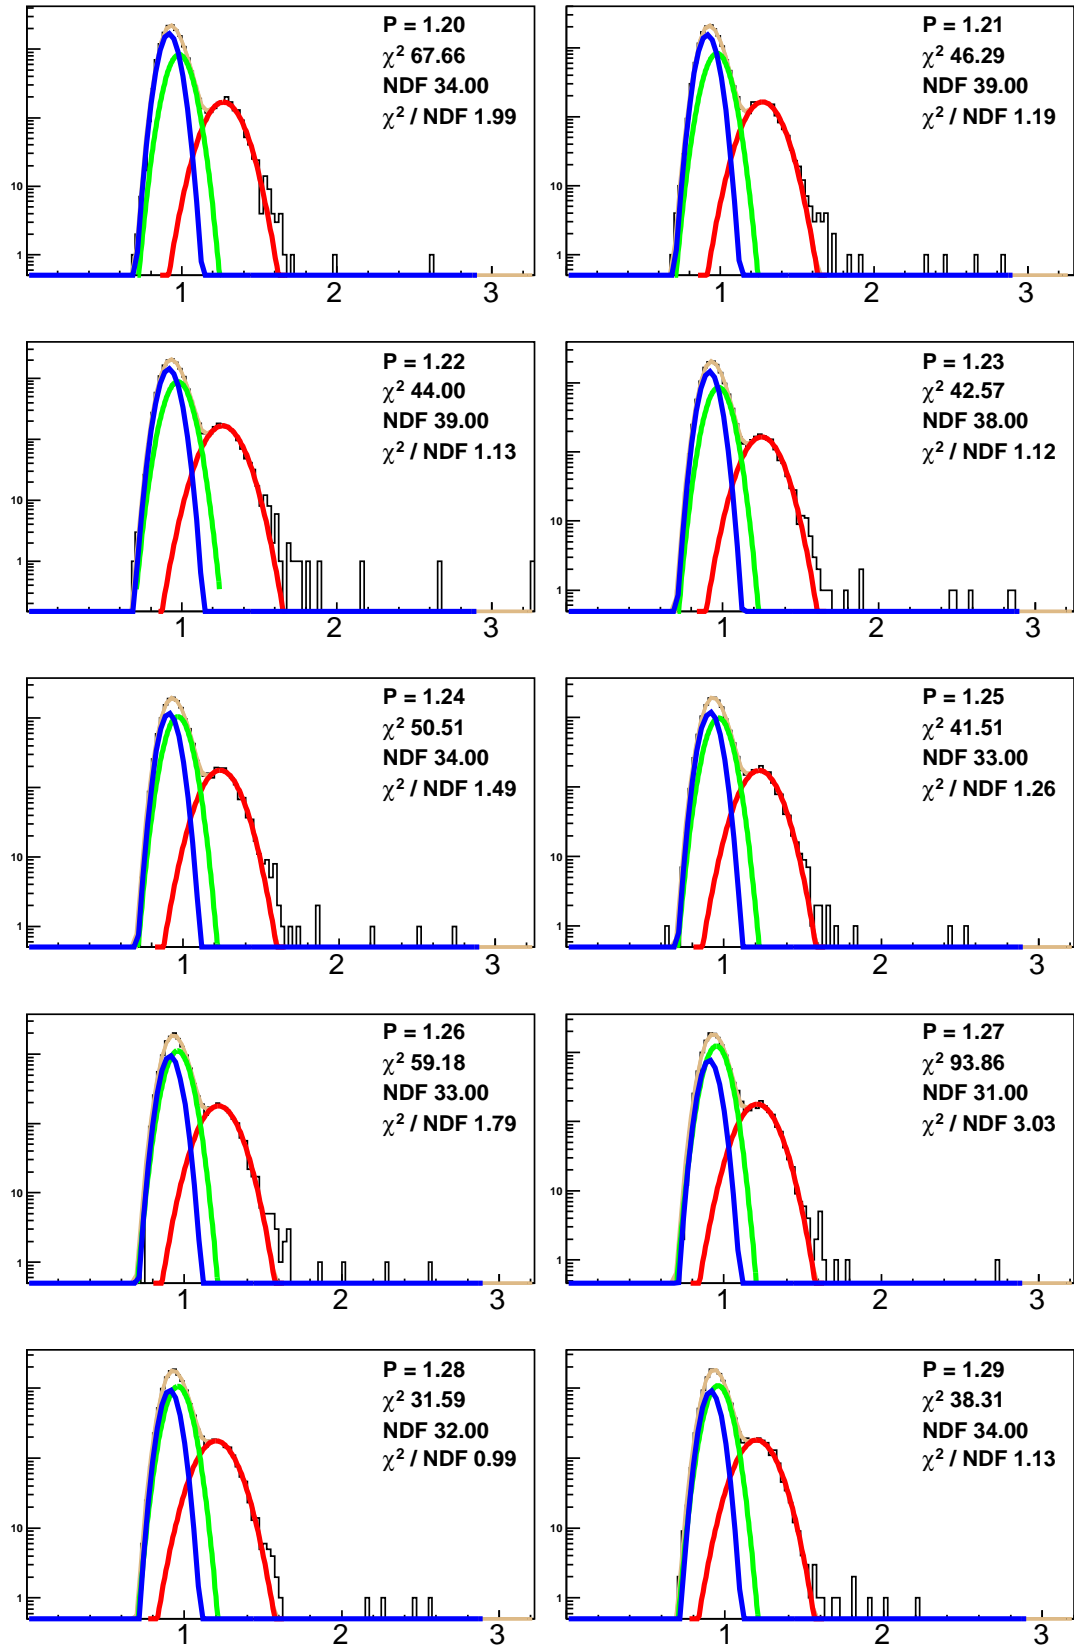 P = 1.20
χ² 67.66
NDF 34.00
χ² / NDF 1.99
10
1
1 2 3
P = 1.21
χ² 46.29
NDF 39.00
χ² / NDF 1.19
10
1
1 2 3
P = 1.22
χ² 44.00
NDF 39.00
χ² / NDF 1.13
10
1
1 2 3
P = 1.23
χ² 42.57
NDF 38.00
χ² / NDF 1.12
10
1
1 2 3
P = 1.24
χ² 50.51
NDF 34.00
χ² / NDF 1.49
10
1
1 2 3
P = 1.25
χ² 41.51
NDF 33.00
χ² / NDF 1.26
10
1
1 2 3
P = 1.26
χ² 59.18
NDF 33.00
χ² / NDF 1.79
10
1
1 2 3
P = 1.27
χ² 93.86
NDF 31.00
χ² / NDF 3.03
10
1
1 2 3
P = 1.28
χ² 31.59
NDF 32.00
χ² / NDF 0.99
10
1
1 2 3
P = 1.29
χ² 38.31
NDF 34.00
χ² / NDF 1.13
10
1
1 2 3